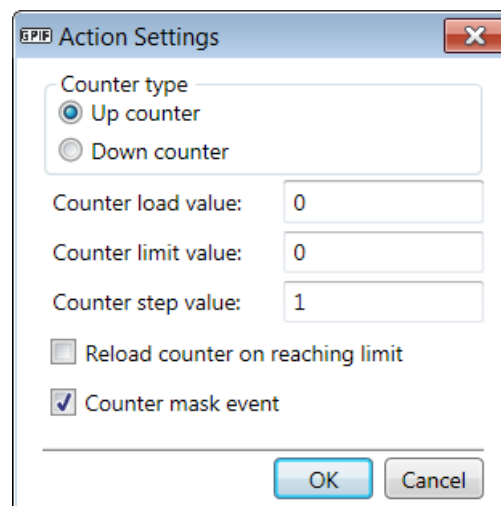 GPIF Action Settings
Counter type
Up counter
Down counter
Counter load value: 0
Counter limit value: 0
Counter step value: 1
Reload counter on reaching limit
Counter mask event
OK Cancel